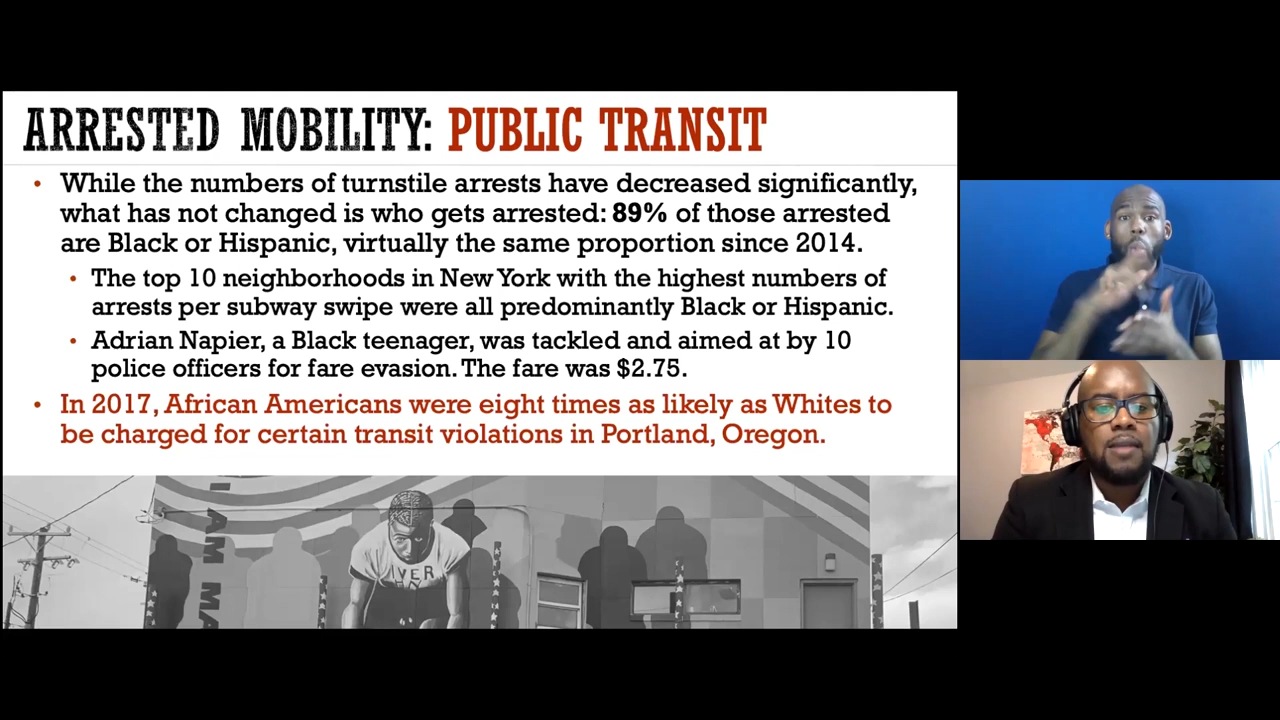 ARRESTED MOBILITY: PUBLIC TRANSIT
• While the numbers of turnstile arrests have decreased significantly,
what has not changed is who gets arrested: 89% of those arrested
are Black or Hispanic, virtually the same proportion since 2014.
• The top 10 neighborhoods in New York with the highest numbers of
arrests per subway swipe were all predominantly Black or Hispanic.
• Adrian Napier, a Black teenager, was tackled and aimed at by 10
police officers for fare evasion. The fare was $2.75.
• In 2017, African Americans were eight times as likely as Whites to
be charged for certain transit violations in Portland, Oregon.
I AM MA
IVER